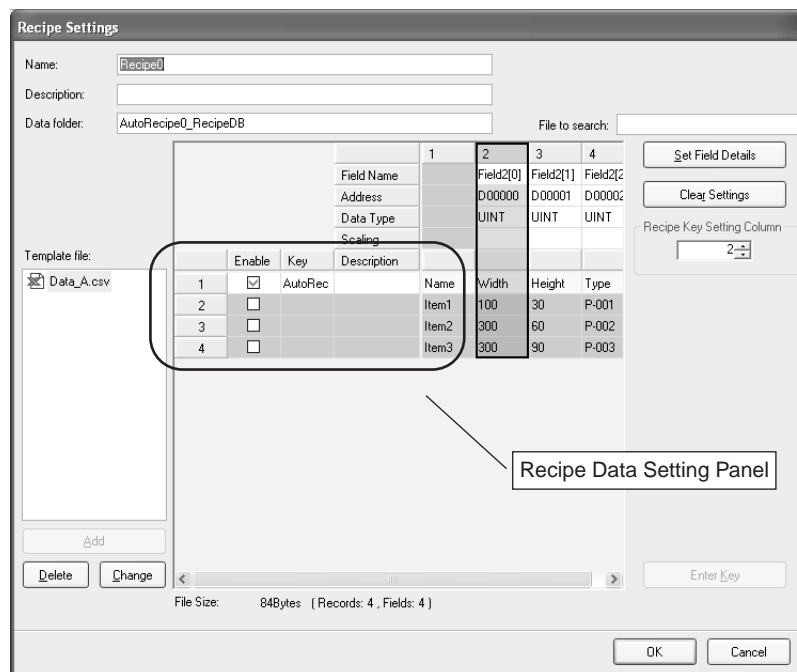 Recipe Settings
Name: Recipe0
Description:
Data folder: AutoRecipe0_RecipeDB
File to search:
1 2 3 4
Field Name Field2[0] Field2[1] Field2[2
Address D00000 D00001 D00002
Data Type UINT UINT UINT
Scaling
Set Field Details
Clear Settings
Recipe Key Setting Column
2
Template file:
Data_A.csv
Enable Key Description
1 AutoRec Name Width Height Type
2 Item1 100 30 P-001
3 Item2 300 60 P-002
4 Item3 300 90 P-003
Recipe Data Setting Panel
Add
Delete Change
Enter Key
File Size: 84Bytes ( Records: 4 , Fields: 4 )
OK Cancel